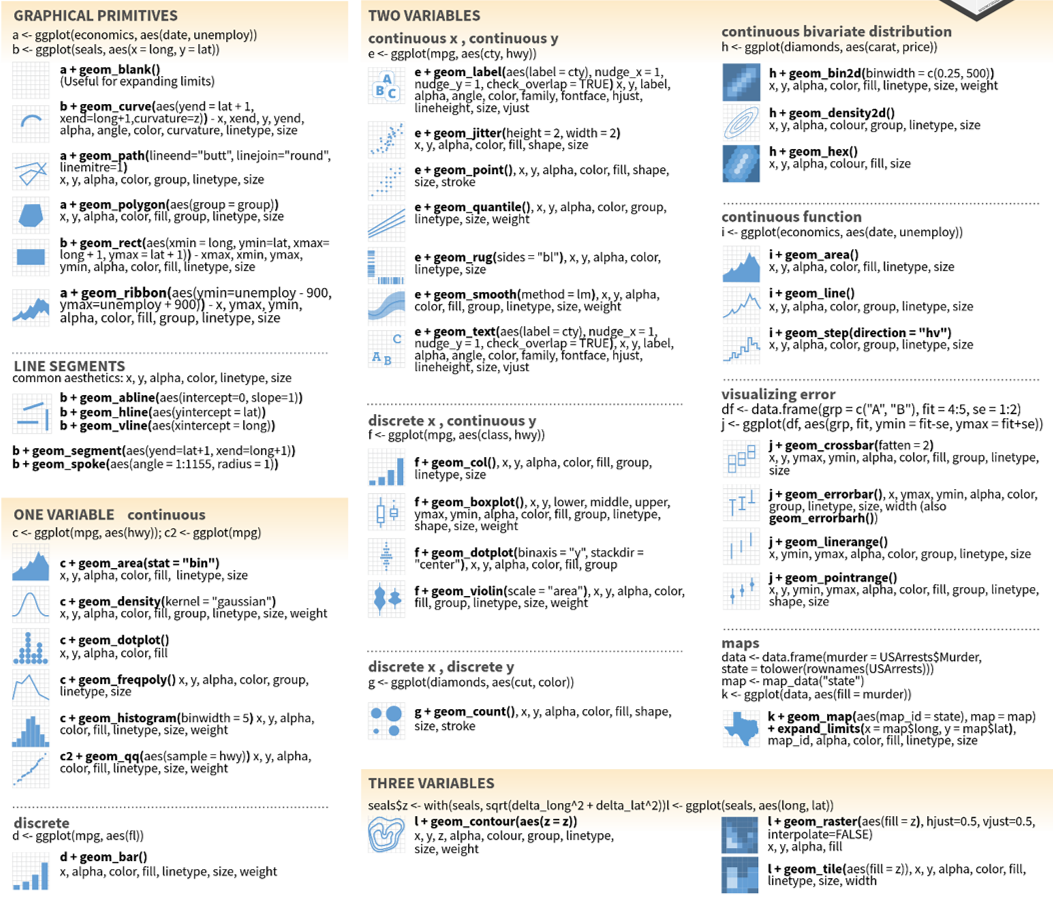 GRAPHICAL PRIMITIVES
a <- ggplot(economics, aes(date, unemploy))
b <- ggplot(seals, aes(x = long, y = lat))
a + geom_blank()
(Useful for expanding limits)
b + geom_curve(aes(yend = lat + 1,
xend=long+1,curvature=z)) - x, xend, y, yend,
alpha, angle, color, curvature, linetype, size
a + geom_path(lineend="butt", linejoin="round",
linemitre=1)
x, y, alpha, color, group, linetype, size
a + geom_polygon(aes(group = group))
x, y, alpha, color, fill, group, linetype, size
b + geom_rect(aes(xmin = long, ymin=lat, xmax=
long + 1, ymax = lat + 1)) - xmax, xmin, ymax,
ymin, alpha, color, fill, linetype, size
a + geom_ribbon(aes(ymin=unemploy - 900,
ymax=unemploy + 900)) - x, ymax, ymin,
alpha, color, fill, group, linetype, size
LINE SEGMENTS
common aesthetics: x, y, alpha, color, linetype, size
b + geom_abline(aes(intercept=0, slope=1))
b + geom_hline(aes(yintercept = lat))
b + geom_vline(aes(xintercept = long))
b + geom_segment(aes(yend=lat+1, xend=long+1))
b + geom_spoke(aes(angle = 1:1155, radius = 1))
ONE VARIABLE continuous
c <- ggplot(mpg, aes(hwy)); c2 <- ggplot(mpg)
c + geom_area(stat = "bin")
x, y, alpha, color, fill, linetype, size
c + geom_density(kernel = "gaussian")
x, y, alpha, color, fill, group, linetype, size, weight
c + geom_dotplot()
x, y, alpha, color, fill
c + geom_freqpoly() x, y, alpha, color, group,
linetype, size
c + geom_histogram(binwidth = 5) x, y, alpha,
color, fill, linetype, size, weight
c2 + geom_qq(aes(sample = hwy)) x, y, alpha,
color, fill, linetype, size, weight
discrete
d <- ggplot(mpg, aes(fl))
d + geom_bar()
x, alpha, color, fill, linetype, size, weight
TWO VARIABLES
continuous x , continuous y
e <- ggplot(mpg, aes(cty, hwy))
A
B C
e + geom_label(aes(label = cty), nudge_x = 1,
nudge_y = 1, check_overlap = TRUE) x, y, label,
alpha, angle, color, family, fontface, hjust,
lineheight, size, vjust
e + geom_jitter(height = 2, width = 2)
x, y, alpha, color, fill, shape, size
e + geom_point(), x, y, alpha, color, fill, shape,
size, stroke
e + geom_quantile(), x, y, alpha, color, group,
linetype, size, weight
e + geom_rug(sides = "bl"), x, y, alpha, color,
linetype, size
e + geom_smooth(method = lm), x, y, alpha,
color, fill, group, linetype, size, weight
C
A B
e + geom_text(aes(label = cty), nudge_x = 1,
nudge_y = 1, check_overlap = TRUE), x, y, label,
alpha, angle, color, family, fontface, hjust,
lineheight, size, vjust
discrete x , continuous y
f <- ggplot(mpg, aes(class, hwy))
f + geom_col(), x, y, alpha, color, fill, group,
linetype, size
f + geom_boxplot(), x, y, lower, middle, upper,
ymax, ymin, alpha, color, fill, group, linetype,
shape, size, weight
f + geom_dotplot(binaxis = "y", stackdir =
"center"), x, y, alpha, color, fill, group
f + geom_violin(scale = "area"), x, y, alpha, color,
fill, group, linetype, size, weight
discrete x , discrete y
g <- ggplot(diamonds, aes(cut, color))
g + geom_count(), x, y, alpha, color, fill, shape,
size, stroke
continuous bivariate distribution
h <- ggplot(diamonds, aes(carat, price))
h + geom_bin2d(binwidth = c(0.25, 500))
x, y, alpha, color, fill, linetype, size, weight
h + geom_density2d()
x, y, alpha, colour, group, linetype, size
h + geom_hex()
x, y, alpha, colour, fill, size
continuous function
i <- ggplot(economics, aes(date, unemploy))
i + geom_area()
x, y, alpha, color, fill, linetype, size
i + geom_line()
x, y, alpha, color, group, linetype, size
i + geom_step(direction = "hv")
x, y, alpha, color, group, linetype, size
visualizing error
df <- data.frame(grp = c("A", "B"), fit = 4:5, se = 1:2)
j <- ggplot(df, aes(grp, fit, ymin = fit-se, ymax = fit+se))
j + geom_crossbar(fatten = 2)
x, y, ymax, ymin, alpha, color, fill, group, linetype,
size
j + geom_errorbar(), x, ymax, ymin, alpha, color,
group, linetype, size, width (also
geom_errorbarh())
j + geom_linerange()
x, ymin, ymax, alpha, color, group, linetype, size
j + geom_pointrange()
x, y, ymin, ymax, alpha, color, fill, group, linetype,
shape, size
maps
data <- data.frame(murder = USArrests$Murder,
state = tolower(rownames(USArrests)))
map <- map_data("state")
k <- ggplot(data, aes(fill = murder))
k + geom_map(aes(map_id = state), map = map)
+ expand_limits(x = map$long, y = map$lat),
map_id, alpha, color, fill, linetype, size
THREE VARIABLES
seals$z <- with(seals, sqrt(delta_long^2 + delta_lat^2))l <- ggplot(seals, aes(long, lat))
l + geom_contour(aes(z = z))
x, y, z, alpha, colour, group, linetype,
size, weight
l + geom_raster(aes(fill = z), hjust=0.5, vjust=0.5,
interpolate=FALSE)
x, y, alpha, fill
l + geom_tile(aes(fill = z)), x, y, alpha, color, fill,
linetype, size, width